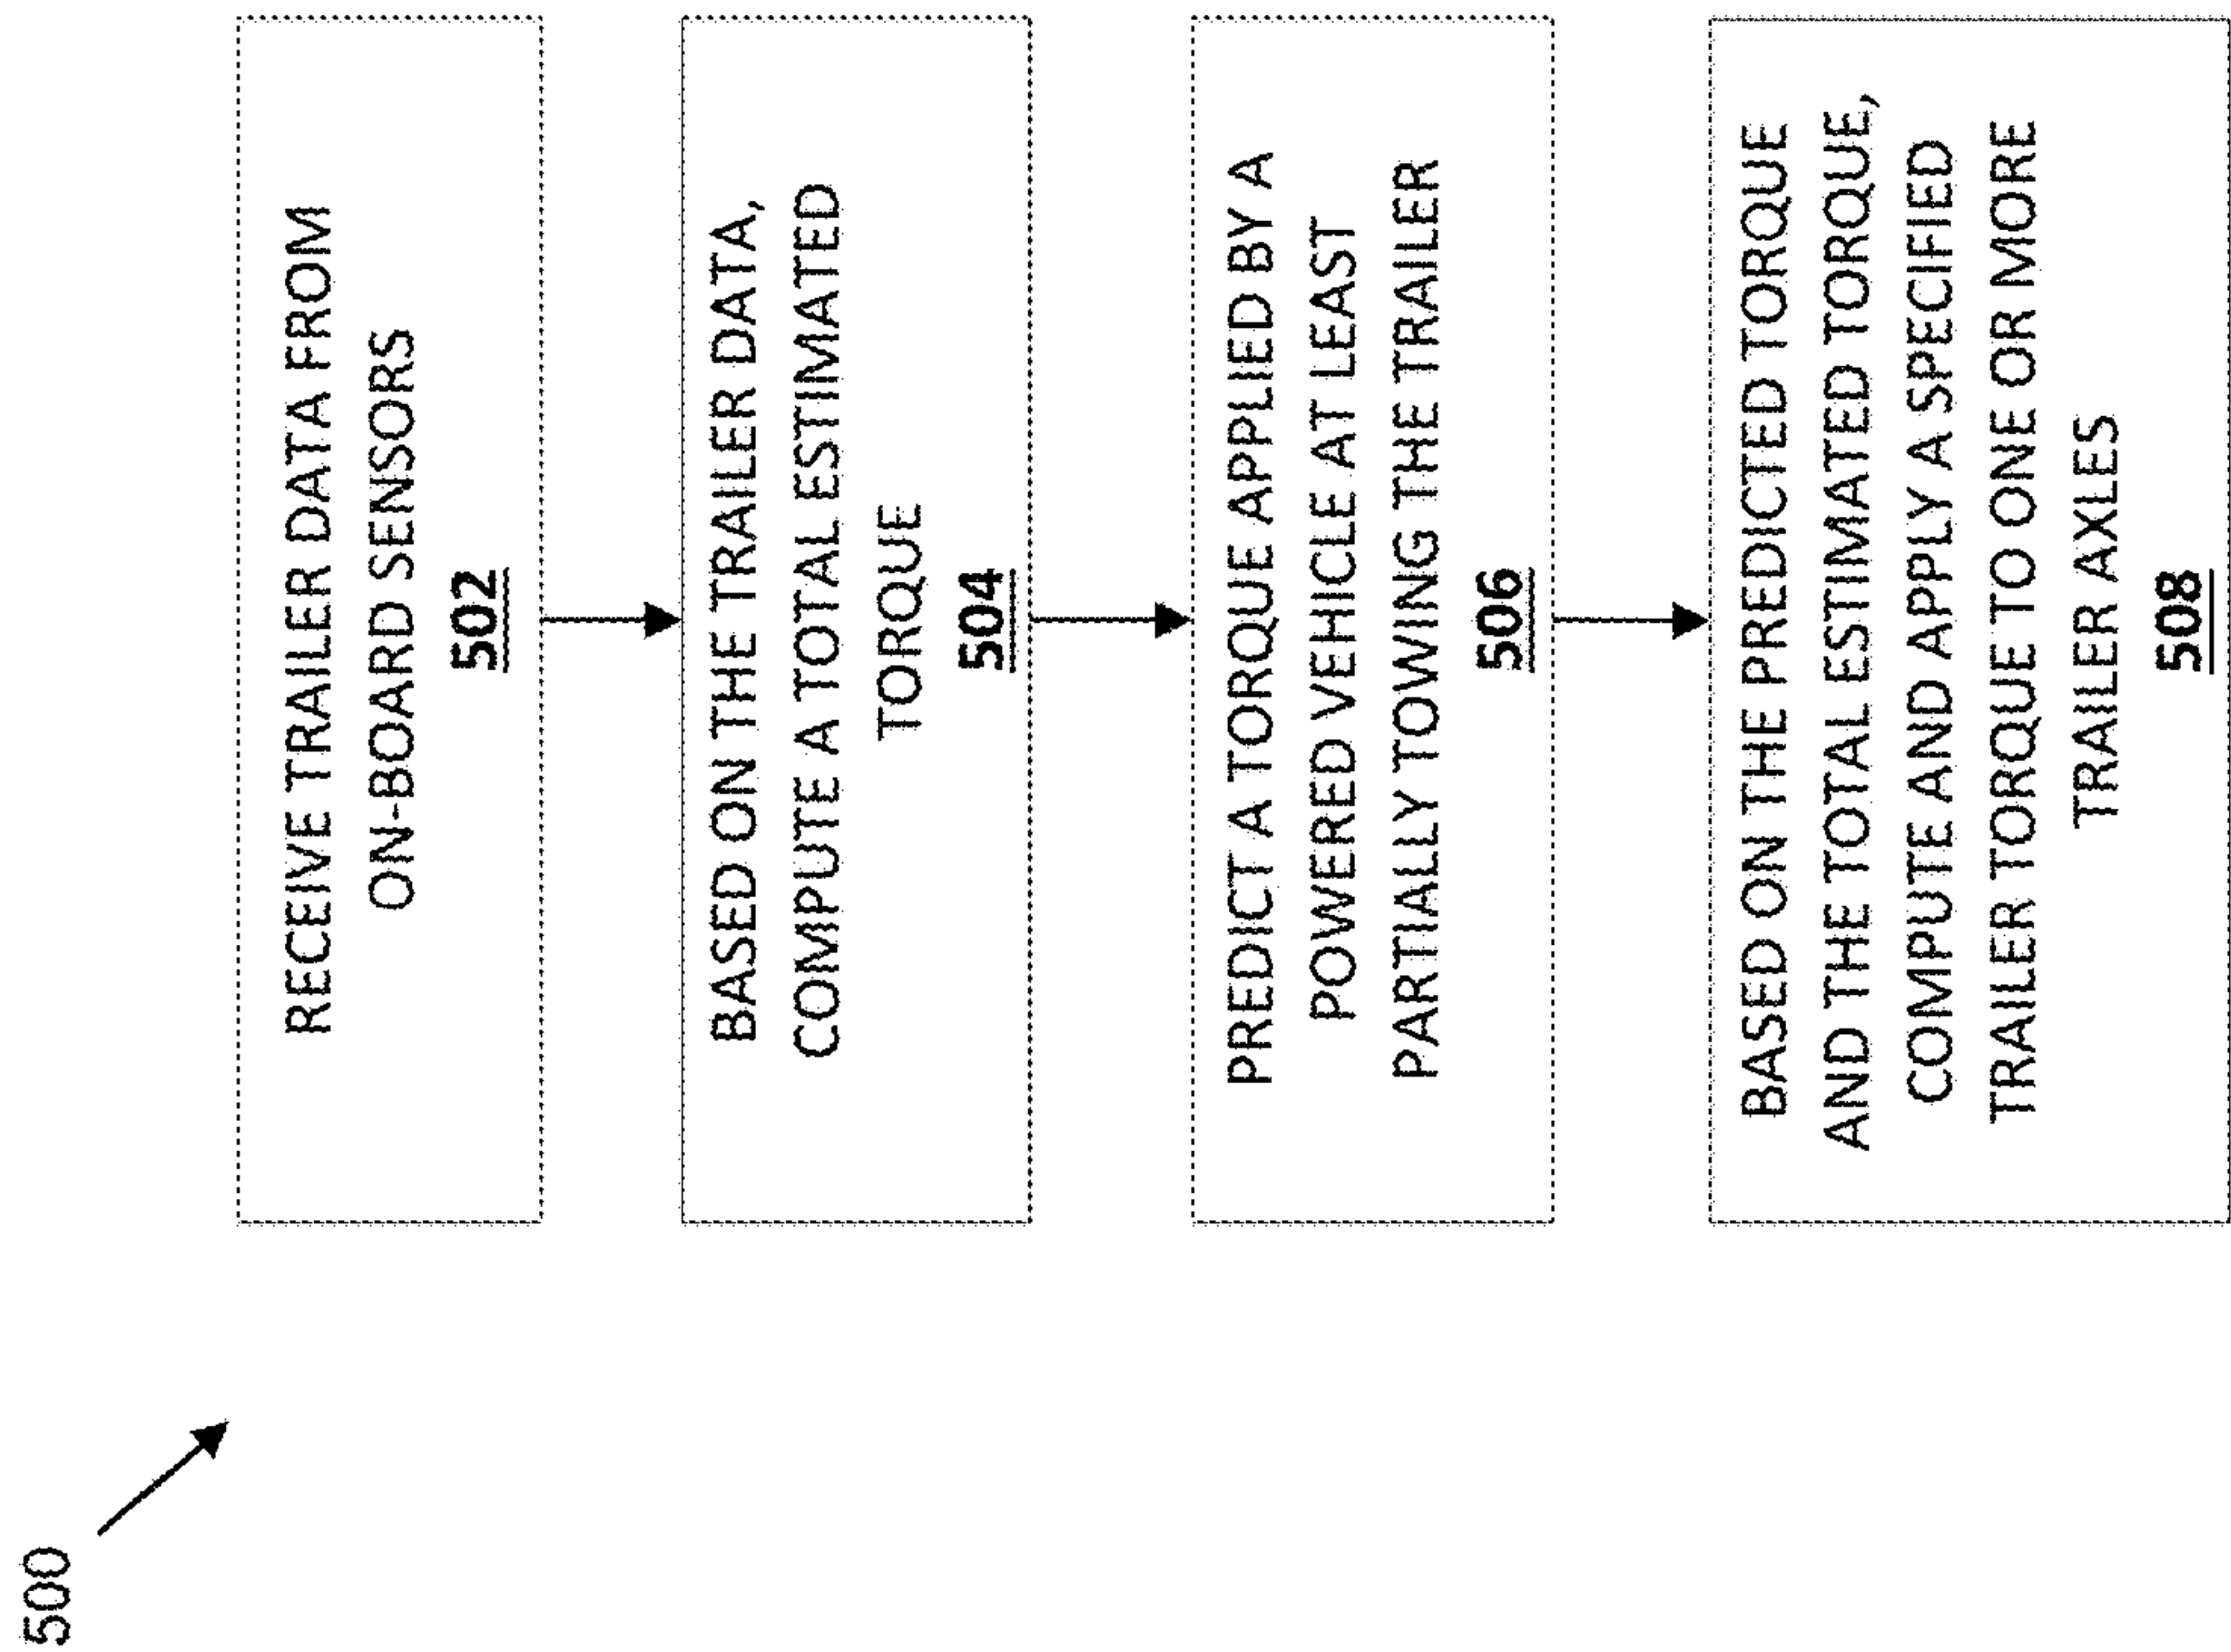 500
RECEIVE TRAILER DATA FROM
ON-BOARD SENSORS
502
BASED ON THE TRAILER DATA,
COMPUTE A TOTAL ESTIMATED
TORQUE
504
PREDICT A TORQUE APPLIED BY A
POWERED VEHICLE AT LEAST
PARTIALLY TOWING THE TRAILER
506
BASED ON THE PREDICTED TORQUE
AND THE TOTAL ESTIMATED TORQUE,
COMPUTE AND APPLY A SPECIFIED
TRAILER TORQUE TO ONE OR MORE
TRAILER AXLES
508